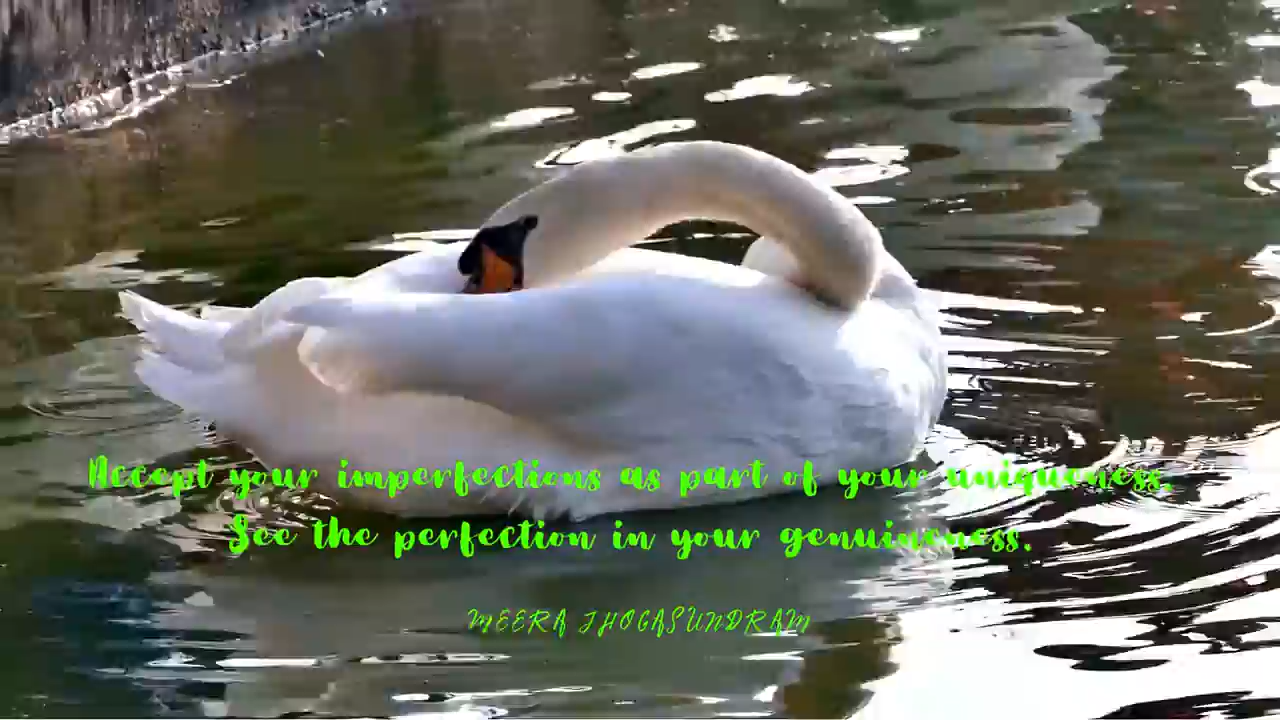 Accept your imperfections as part of your uniqueness.
See the perfection in your genuineness.
MEERA JHOGASUNDRAM